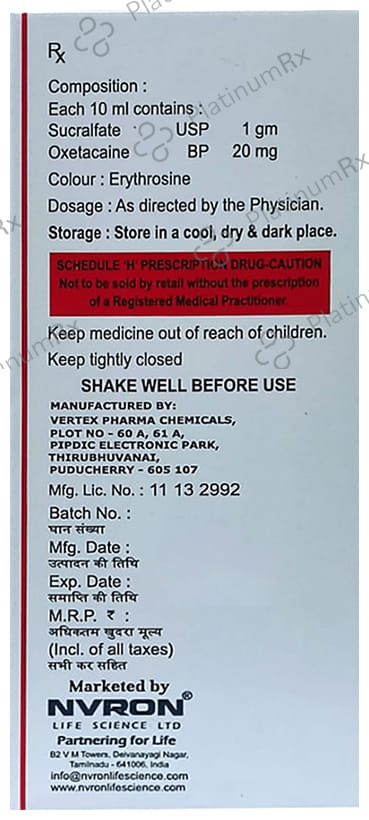 Rx
Composition :
Each 10 ml contains :
Sucralfate USP 1 gm
Oxetacaine BP 20 mg
Colour : Erythrosine
Dosage : As directed by the Physician.
Storage : Store in a cool, dry & dark place.
SCHEDULE 'H' PRESCRIPTION DRUG-CAUTION
Not to be sold by retail without the prescription
of a Registered Medical Practitioner.
Keep medicine out of reach of children.
Keep tightly closed
SHAKE WELL BEFORE USE
MANUFACTURED BY:
VERTEX PHARMA CHEMICALS,
PLOT NO - 60 A, 61 A,
PIPDIC ELECTRONIC PARK,
THIRUBHUVANAI,
PUDUCHERRY - 605 107
Mfg. Lic. No. : 11 13 2992
Batch No. :
घान संख्या
Mfg. Date :
उत्पादन की तिथि
Exp. Date :
समाप्ति की तिथि
M.R.P. ₹ :
अधिकतम खुदरा मूल्य
(Incl. of all taxes)
सभी कर सहित
Marketed by
NVRON®
LIFE SCIENCE LTD
Partnering for Life
B2 V M Towers, Deivanayagi Nagar,
Tamilnadu - 641006, India
info@nvronlifescience.com
www.nvronlifescience.com
PlatinumRx
PlatinumRx
PlatinumRx
PlatinumRx